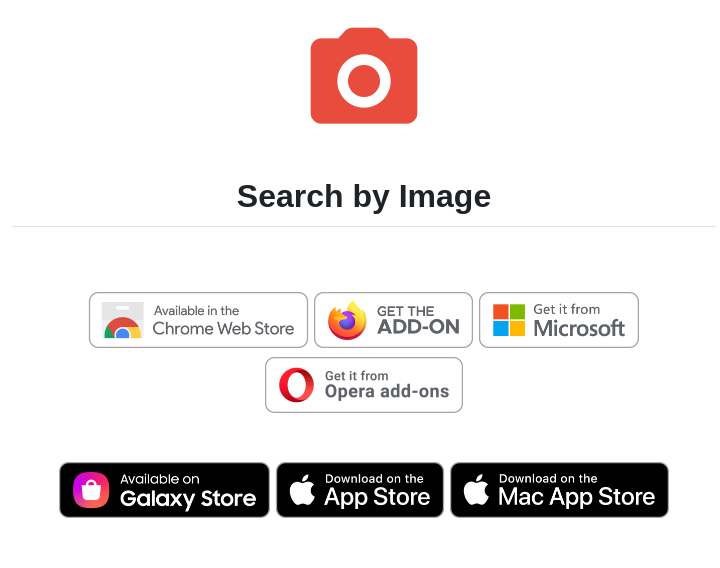 Search by Image
Available in the
Chrome Web Store
GET THE
ADD-ON
Get it from
Microsoft
Get it from
Opera add-ons
Available on
Galaxy Store
Download on the
App Store
Download on the
Mac App Store